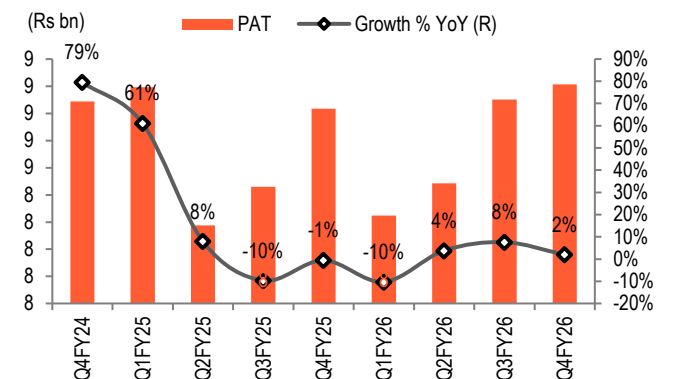 (Rs bn)
PAT
Growth % YoY (R)
9
9
9
9
9
8
8
8
8
8
90%
80%
70%
60%
50%
40%
30%
20%
10%
0%
-10%
-20%
79%
61%
8%
-10%
-1%
-10%
4%
8%
2%
Q4FY24
Q1FY25
Q2FY25
Q3FY25
Q4FY25
Q1FY26
Q2FY26
Q3FY26
Q4FY26